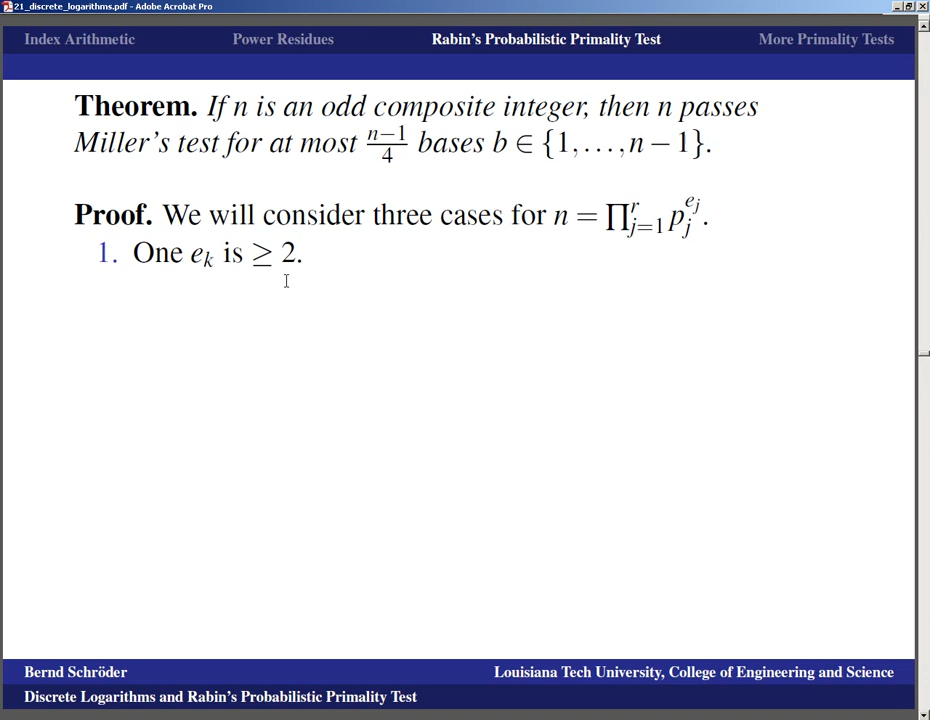 21_discrete_logarithms.pdf - Adobe Acrobat Pro
Index Arithmetic Power Residues Rabin's Probabilistic Primality Test More Primality Tests
Theorem. If n is an odd composite integer, then n passes
Miller's test for at most \frac{n−1}{4} bases b ∈ {1,…,n − 1}.
Proof. We will consider three cases for n = ∏_{j=1}^{r} p_j^{e_j}.
1. One e_k is ≥ 2.
Bernd Schröder Louisiana Tech University, College of Engineering and Science
Discrete Logarithms and Rabin's Probabilistic Primality Test